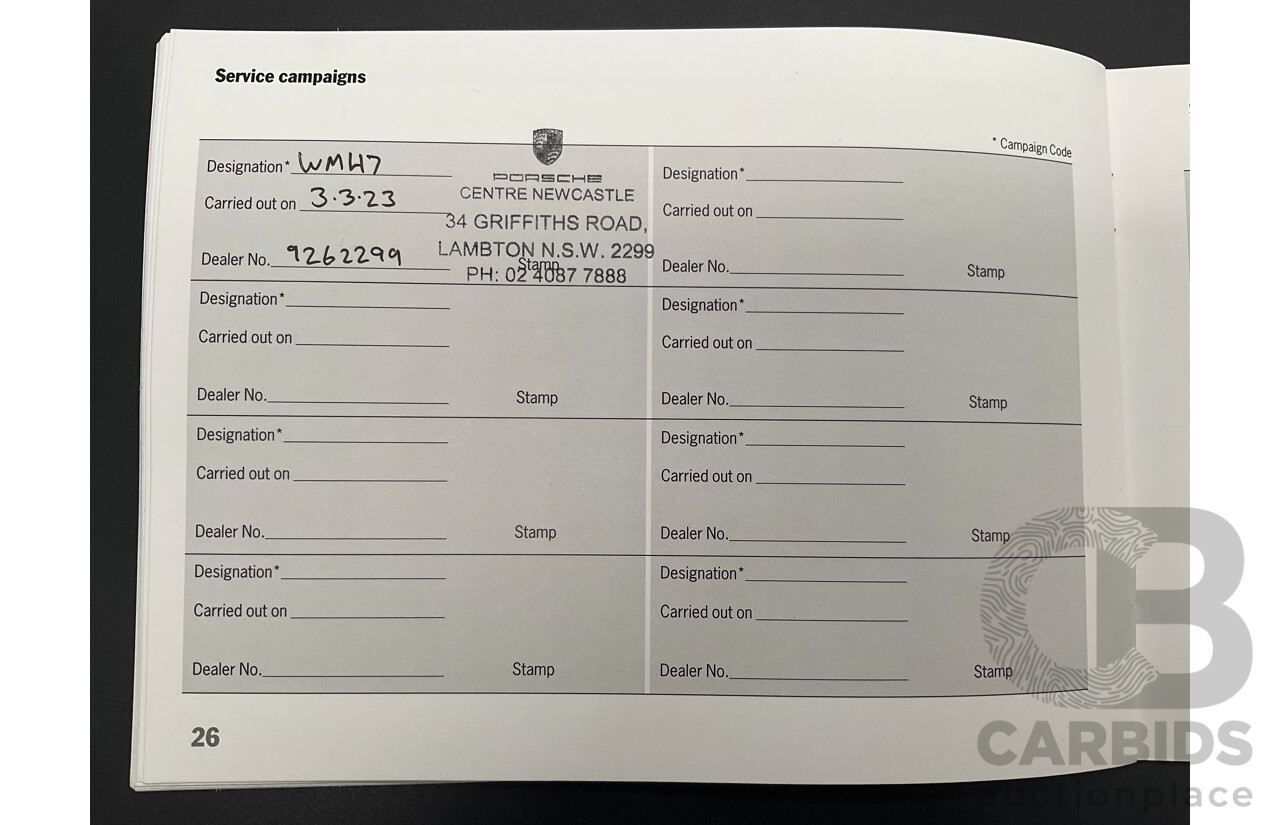 Service campaigns
* Campaign Code
Designation* WMH7
Carried out on 3.3.23
Dealer No. 9262299
Stamp
PORSCHE
CENTRE NEWCASTLE
34 GRIFFITHS ROAD,
LAMBTON N.S.W. 2299
PH: 02 4087 7888
Designation*
Carried out on
Dealer No. Stamp
Designation*
Carried out on
Dealer No. Stamp
Designation*
Carried out on
Dealer No. Stamp
Designation*
Carried out on
Dealer No. Stamp
Designation*
Carried out on
Dealer No. Stamp
Designation*
Carried out on
Dealer No. Stamp
Designation*
Carried out on
Dealer No. Stamp
26
CB
CARBIDS
auctionplace